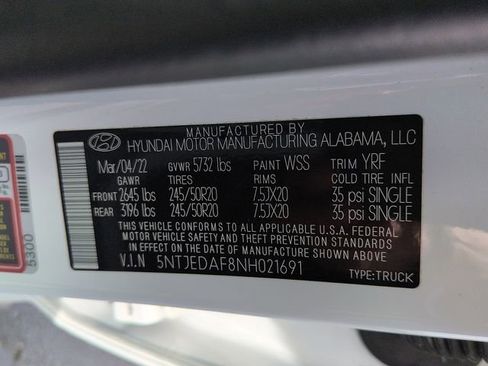 MANUFACTURED BY
HYUNDAI MOTOR MANUFACTURING ALABAMA, LLC
Mar/04/22 GVWR 5732 lbs PAINT WSS TRIM YRF
GAWR TIRES RIMS COLD TIRE INFL
FRONT 2645 lbs 245/50R20 7.5JX20 35 psi SINGLE
REAR 3196 lbs 245/50R20 7.5JX20 35 psi SINGLE
THIS VEHICLE CONFORMS TO ALL APPLICABLE U.S.A. FEDERAL
MOTOR VEHICLE SAFETY AND BUMPER STANDARDS IN EFFECT
ON THE DATE OF MANUFACTURE SHOWN ABOVE.
V.I.N 5NTJEDAF8NH021691
TYPE:TRUCK
5300